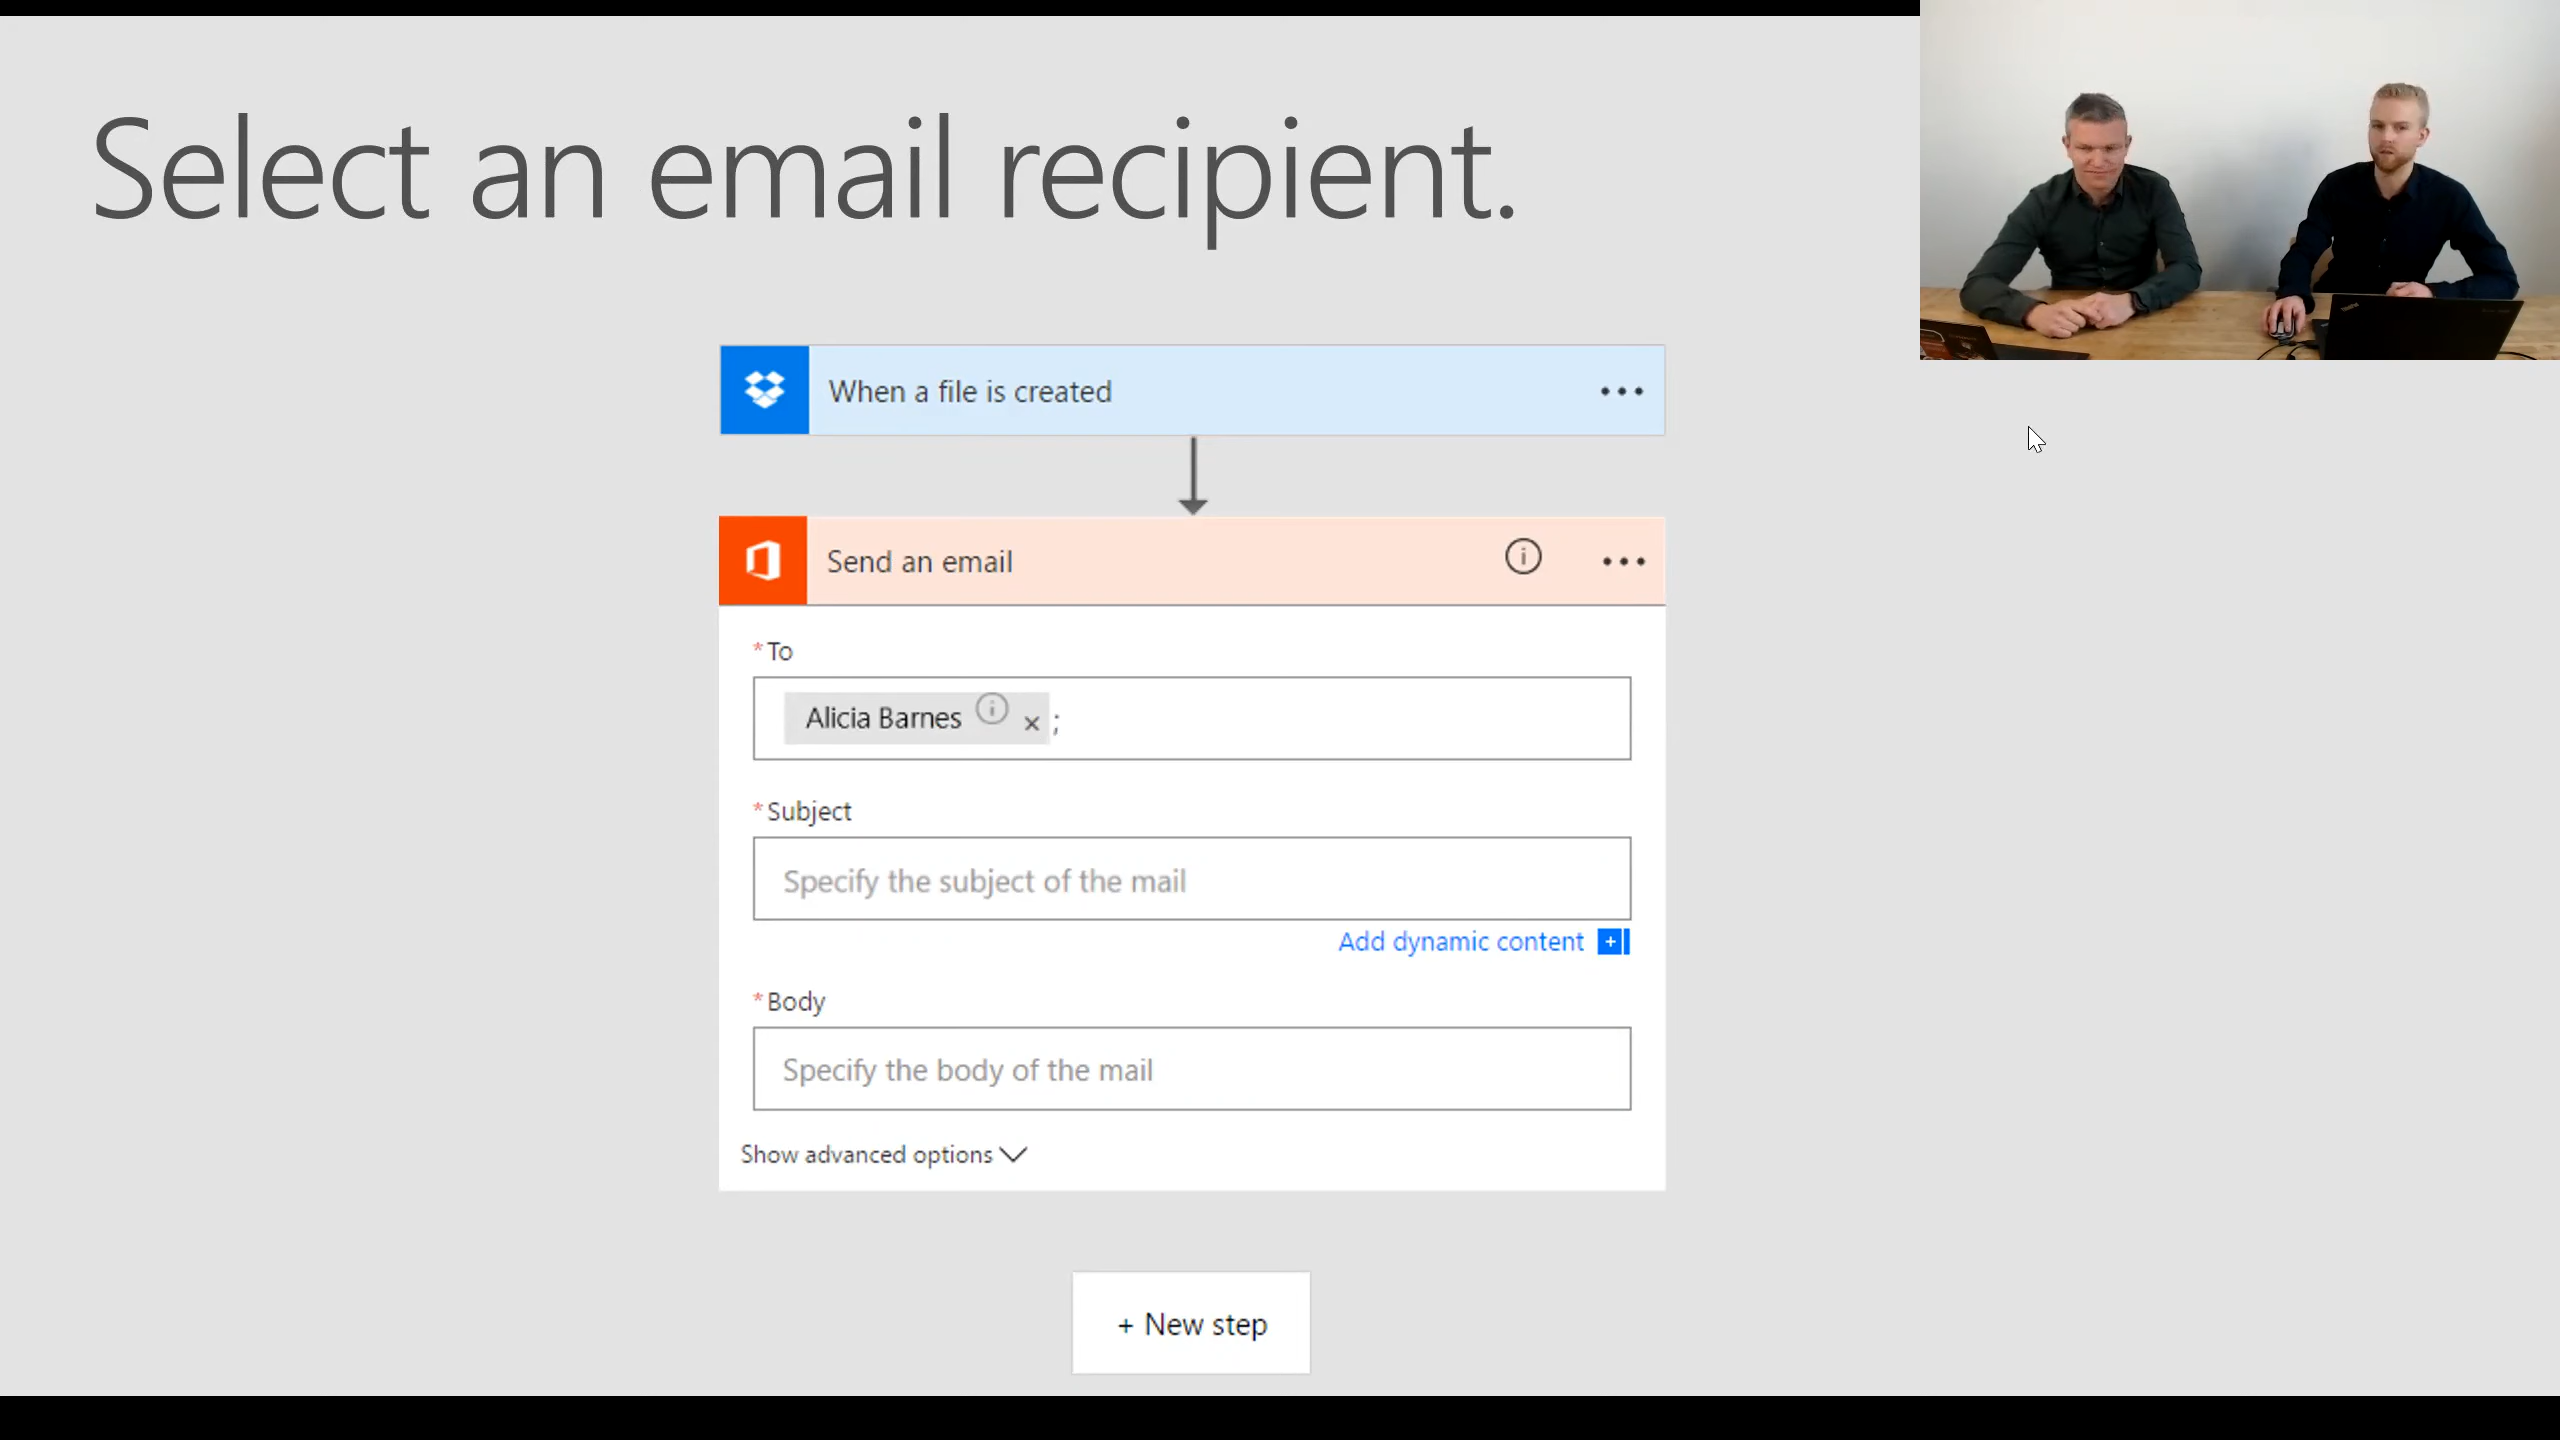 Select an email recipient.
When a file is created
Send an email
* To
Alicia Barnes × ;
* Subject
Specify the subject of the mail
Add dynamic content
* Body
Specify the body of the mail
Show advanced options
+ New step